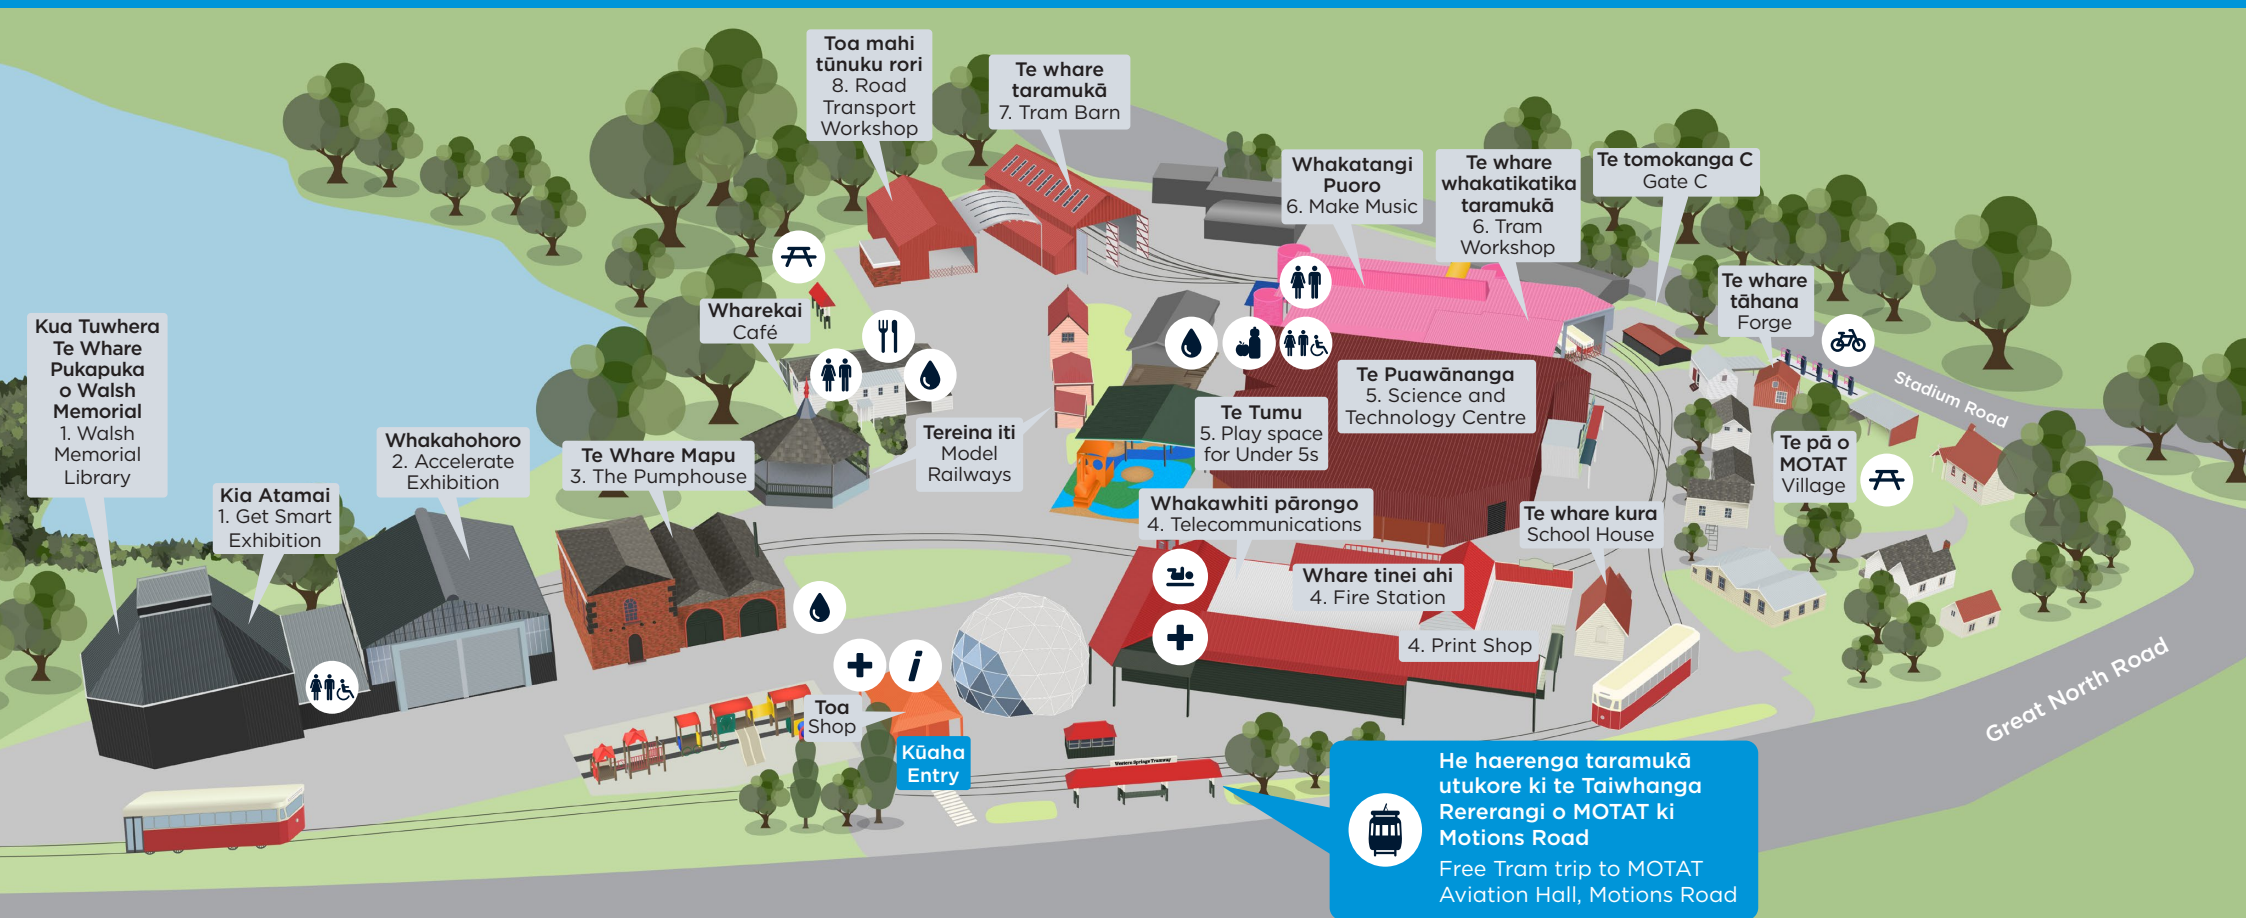 Toa mahi
tūnuku rori
8. Road
Transport
Workshop
Te whare
taramukā
7. Tram Barn
Whakatangi
Puoro
6. Make Music
Te whare
whakatikatika
taramukā
6. Tram
Workshop
Te tomokanga C
Gate C
Te whare
tāhana
Forge
Stadium Road
Wharekai
Café
Kua Tuwhera
Te Whare
Pukapuka
o Walsh
Memorial
1. Walsh
Memorial
Library
Kia Atamai
1. Get Smart
Exhibition
Whakahohoro
2. Accelerate
Exhibition
Te Whare Mapu
3. The Pumphouse
Tereina iti
Model
Railways
Te Tumu
5. Play space
for Under 5s
Te Puawānanga
5. Science and
Technology Centre
Te pā o
MOTAT
Village
Whakawhiti pārongo
4. Telecommunications
Te whare kura
School House
Whare tinei ahi
4. Fire Station
4. Print Shop
i
Toa
Shop
Kūaha
Entry
Western Springs Tramway
Great North Road
He haerenga taramukā
utukore ki te Taiwhanga
Rererangi o MOTAT ki
Motions Road
Free Tram trip to MOTAT
Aviation Hall, Motions Road